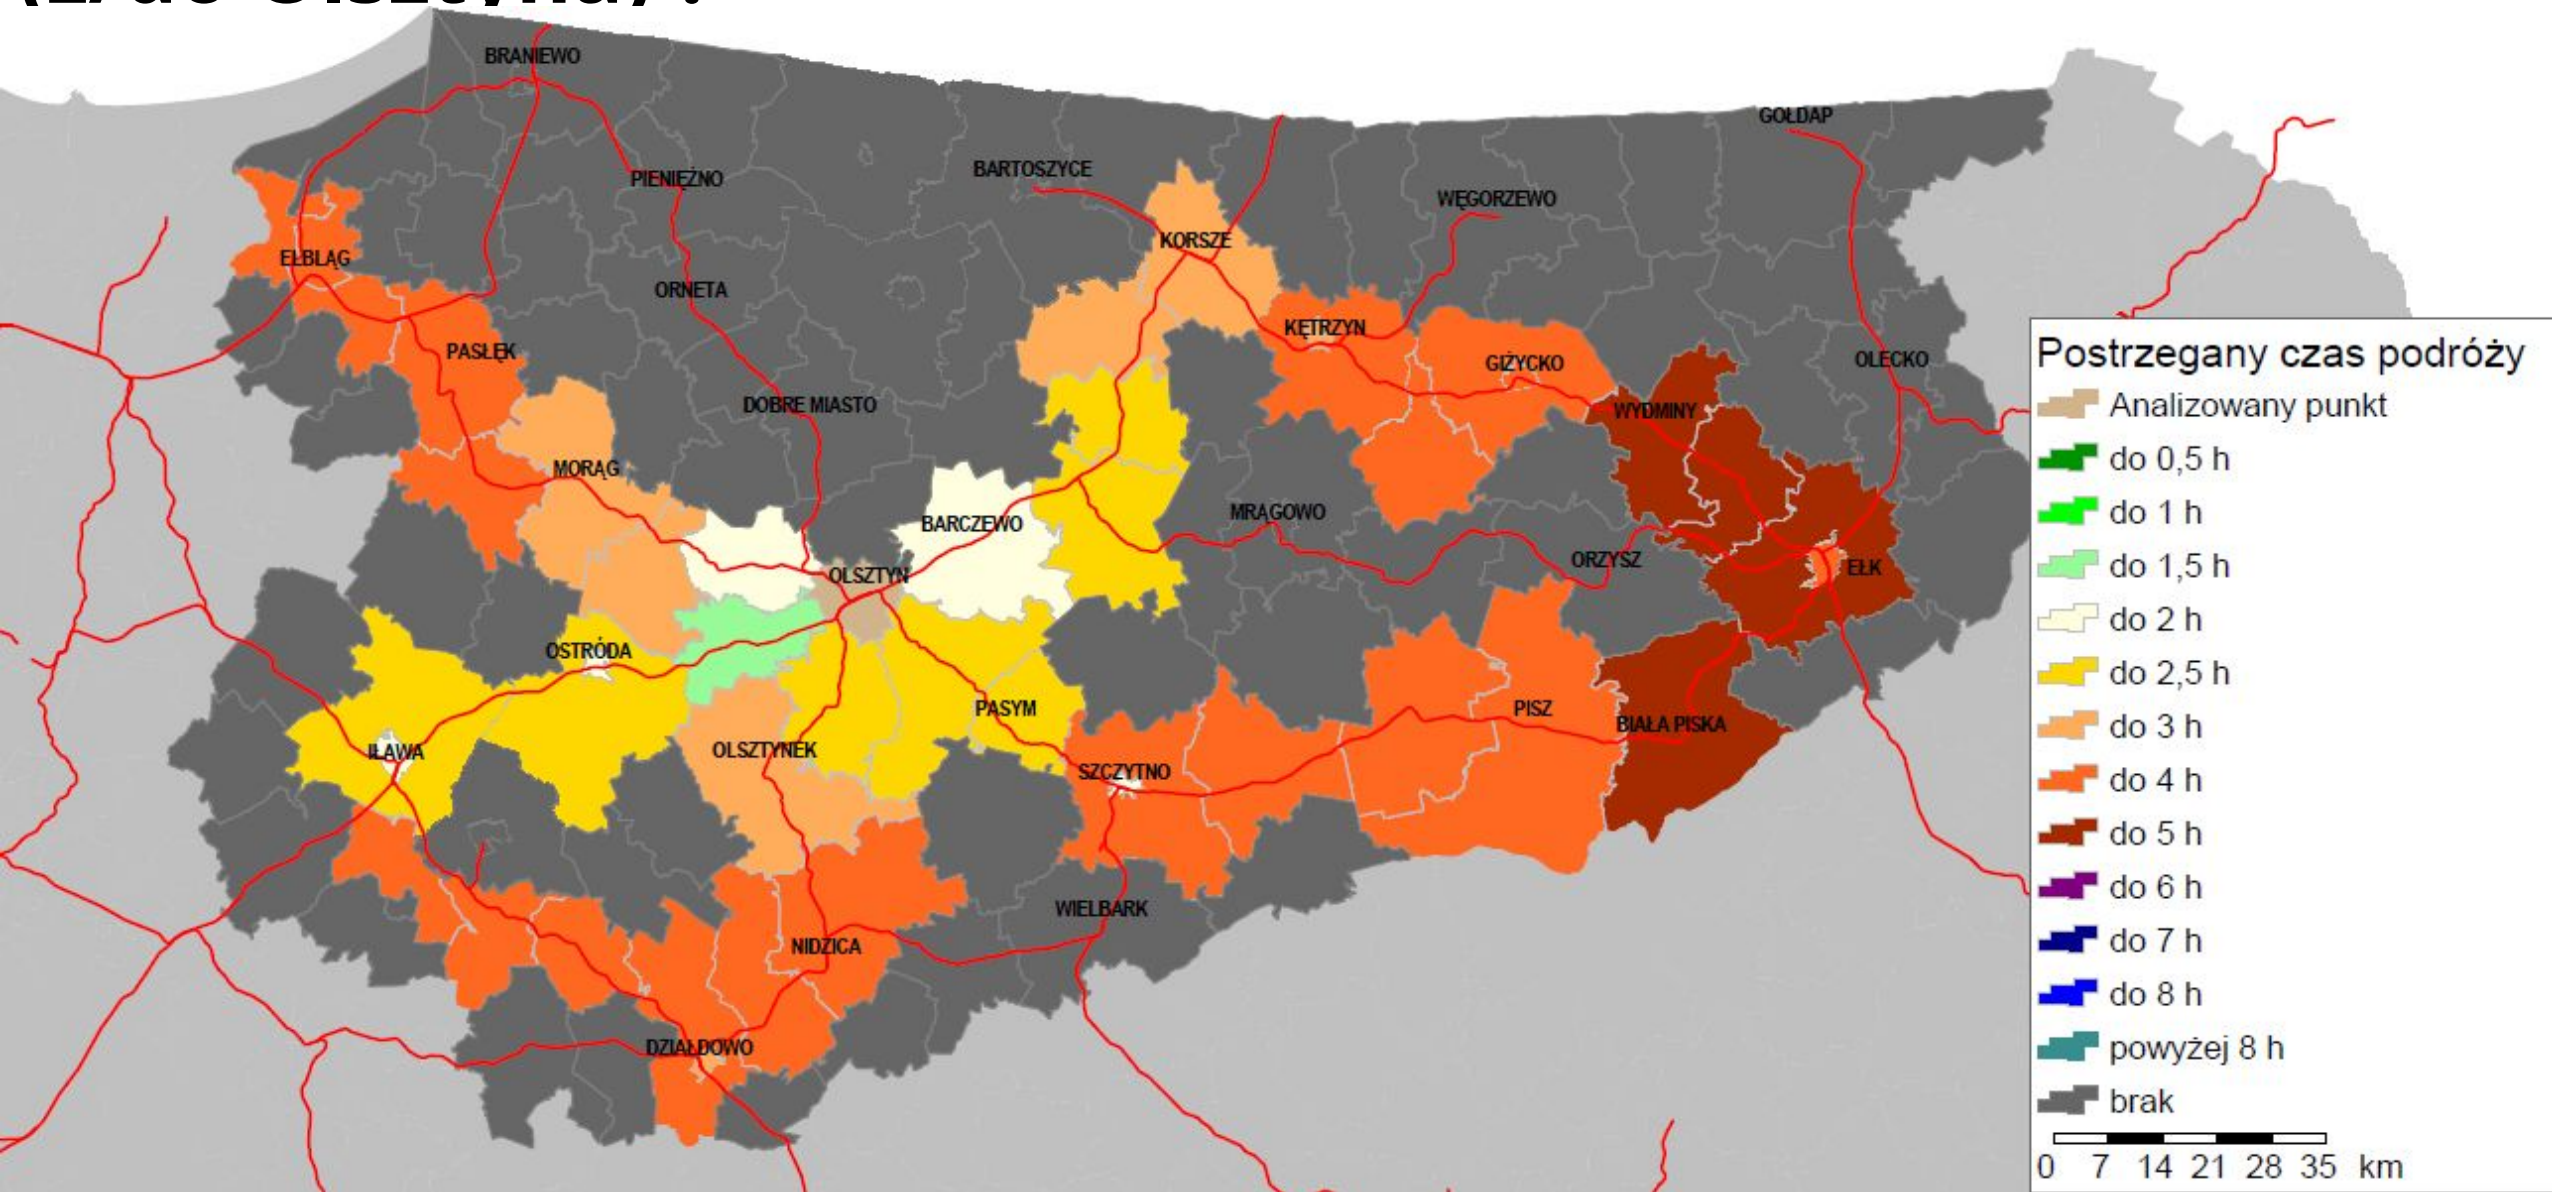 BRANIEWO
GOŁDAP
BARTOSZYCE
PIENIĘŻNO
WĘGORZEWO
KORSZE
ELBLĄG
ORNETA
KĘTRZYN
PASŁĘK
GIŻYCKO
OLECKO
DOBRE MIASTO
WYDMINY
MORĄG
MRĄGOWO
BARCZEWO
ORZYSZ
EŁK
OLSZTYN
OSTRÓDA
PASYM
PISZ
BIAŁA PISKA
IŁAWA
OLSZTYNEK
SZCZYTNO
WIELBARK
NIDZICA
DZIAŁDOWO
Postrzegany czas podróży
Analizowany punkt
do 0,5 h
do 1 h
do 1,5 h
do 2 h
do 2,5 h
do 3 h
do 4 h
do 5 h
do 6 h
do 7 h
do 8 h
powyżej 8 h
brak
0 7 14 21 28 35 km